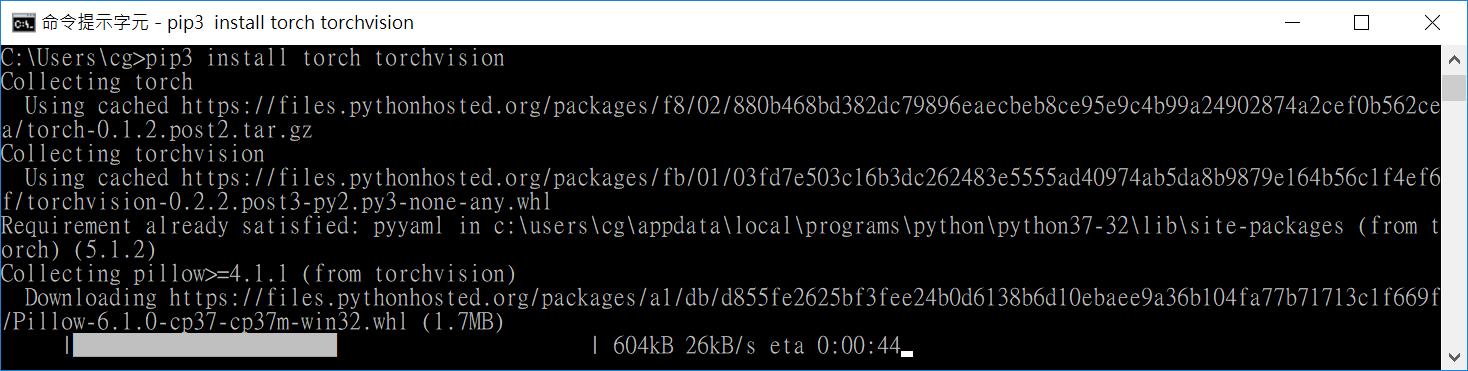 命令提示字元 - pip3  install torch torchvision
C:\Users\cg>pip3 install torch torchvision
Collecting torch
  Using cached https://files.pythonhosted.org/packages/f8/02/880b468bd382dc79896eaecbeb8ce95e9c4b99a24902874a2cef0b562ce
a/torch-0.1.2.post2.tar.gz
Collecting torchvision
  Using cached https://files.pythonhosted.org/packages/fb/01/03fd7e503c16b3dc262483e5555ad40974ab5da8b9879e164b56c1f4ef6
f/torchvision-0.2.2.post3-py2.py3-none-any.whl
Requirement already satisfied: pyyaml in c:\users\cg\appdata\local\programs\python\python37-32\lib\site-packages (from t
orch) (5.1.2)
Collecting pillow>=4.1.1 (from torchvision)
  Downloading https://files.pythonhosted.org/packages/a1/db/d855fe2625bf3fee24b0d6138b6d10ebaee9a36b104fa77b71713c1f669f
/Pillow-6.1.0-cp37-cp37m-win32.whl (1.7MB)
     |                                | 604kB 26kB/s eta 0:00:44